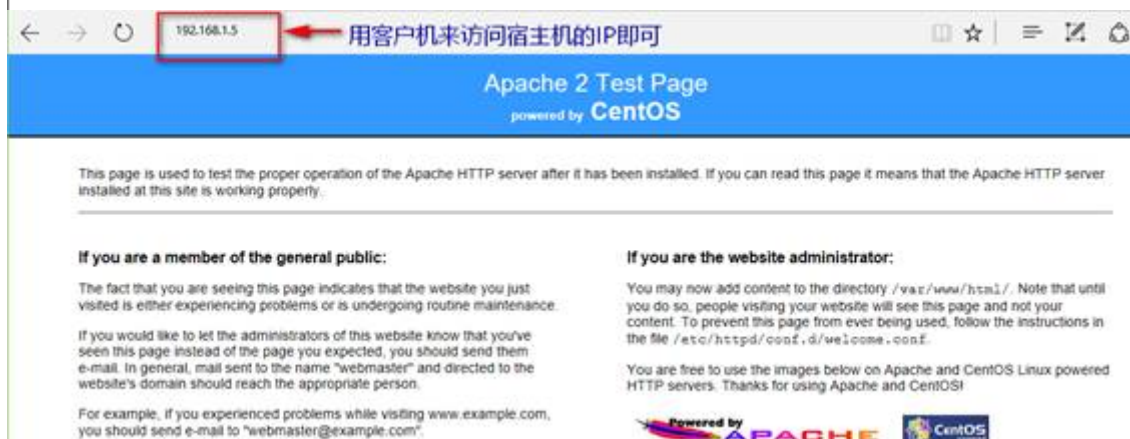 192.168.1.5
用客户机来访问宿主机的IP即可
Apache 2 Test Page
powered by CentOS
This page is used to test the proper operation of the Apache HTTP server after it has been installed. If you can read this page it means that the Apache HTTP server
installed at this site is working properly.
If you are a member of the general public:
The fact that you are seeing this page indicates that the website you just
visited is either experiencing problems or is undergoing routine maintenance.
If you would like to let the administrators of this website know that you've
seen this page instead of the page you expected, you should send them
e-mail. In general, mail sent to the name "webmaster" and directed to the
website's domain should reach the appropriate person.
For example, if you experienced problems while visiting www.example.com,
you should send e-mail to "webmaster@example.com".
If you are the website administrator:
You may now add content to the directory /var/www/html/. Note that until
you do so, people visiting your website will see this page and not your
content. To prevent this page from ever being used, follow the instructions in
the file /etc/httpd/conf.d/welcome.conf.
You are free to use the images below on Apache and CentOS Linux powered
HTTP servers. Thanks for using Apache and CentOS!
Powered by
APACHE
CentOS